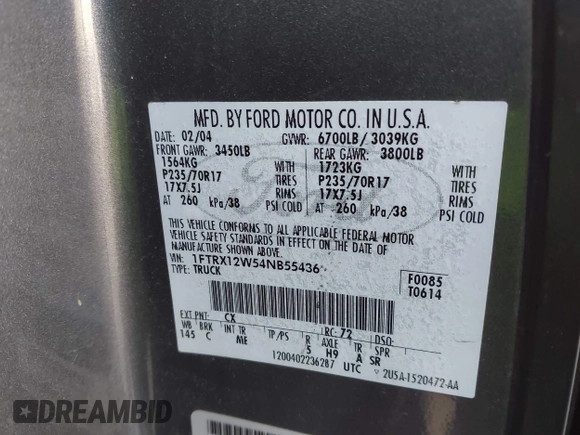 MFD. BY FORD MOTOR CO. IN U.S.A.
DATE: 02/04 GVWR: 6700LB/ 3039KG
FRONT GAWR: 3450LB REAR GAWR: 3800LB
1564KG WITH 1723KG WITH
P235/70R17 TIRES P235/70R17 TIRES
17X7.5J RIMS 17X7.5J RIMS
AT 260 kPa/38 PSI COLD AT 260 kPa/38 PSI COLD
THIS VEHICLE CONFORMS TO ALL APPLICABLE FEDERAL MOTOR
VEHICLE SAFETY STANDARDS IN EFFECT ON THE DATE OF
MANUFACTURE SHOWN ABOVE.
VIN: 1FTRX12W54NB55436
TYPE: TRUCK
F0085
T0614
EXT PNT: CX RC: 72 DSO:
WB BRK INT TR TP/PS R AXLE TR SPR
145 C ME 5 H9 A SR
1200402236287 UTC 2U5A-1520472-AA
DREAMBID